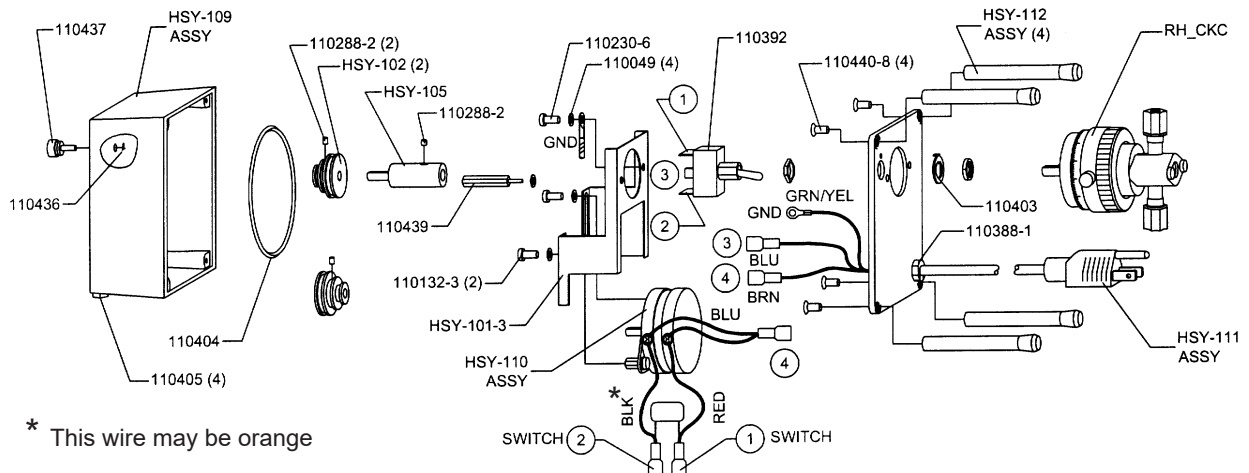 110437
HSY-109
ASSY
110288-2 (2)
HSY-102 (2)
HSY-105
110288-2
110230-6
110049 (4)
110392
HSY-112
ASSY (4)
110440-8 (4)
RH_CKC
1
GND
3
2
GRN/YEL
GND
3
BLU
4
BRN
110403
110388-1
110436
110439
110132-3 (2)
HSY-101-3
110404
110405 (4)
HSY-110
ASSY
BLU
4
HSY-111
ASSY
*
BLK
RED
SWITCH 2
1 SWITCH
* This wire may be orange